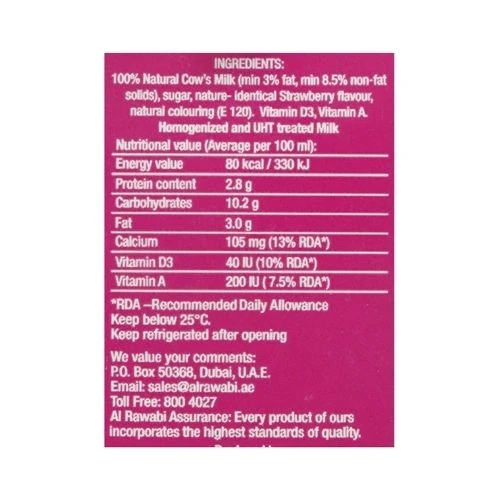 INGREDIENTS:
100% Natural Cow's Milk (min 3% fat, min 8.5% non-fat
solids), sugar, nature- identical Strawberry flavour,
natural colouring (E 120). Vitamin D3, Vitamin A.
Homogenized and UHT treated Milk
Nutritional value (Average per 100 ml):
Energy value 80 kcal / 330 kJ
Protein content 2.8 g
Carbohydrates 10.2 g
Fat 3.0 g
Calcium 105 mg (13% RDA*)
Vitamin D3 40 IU (10% RDA*)
Vitamin A 200 IU ( 7.5% RDA*)
*RDA –Recommended Daily Allowance
Keep below 25°C.
Keep refrigerated after opening
We value your comments:
P.O. Box 50368, Dubai, U.A.E.
Email: sales@alrawabi.ae
Toll Free: 800 4027
Al Rawabi Assurance: Every product of ours
incorporates the highest standards of quality.